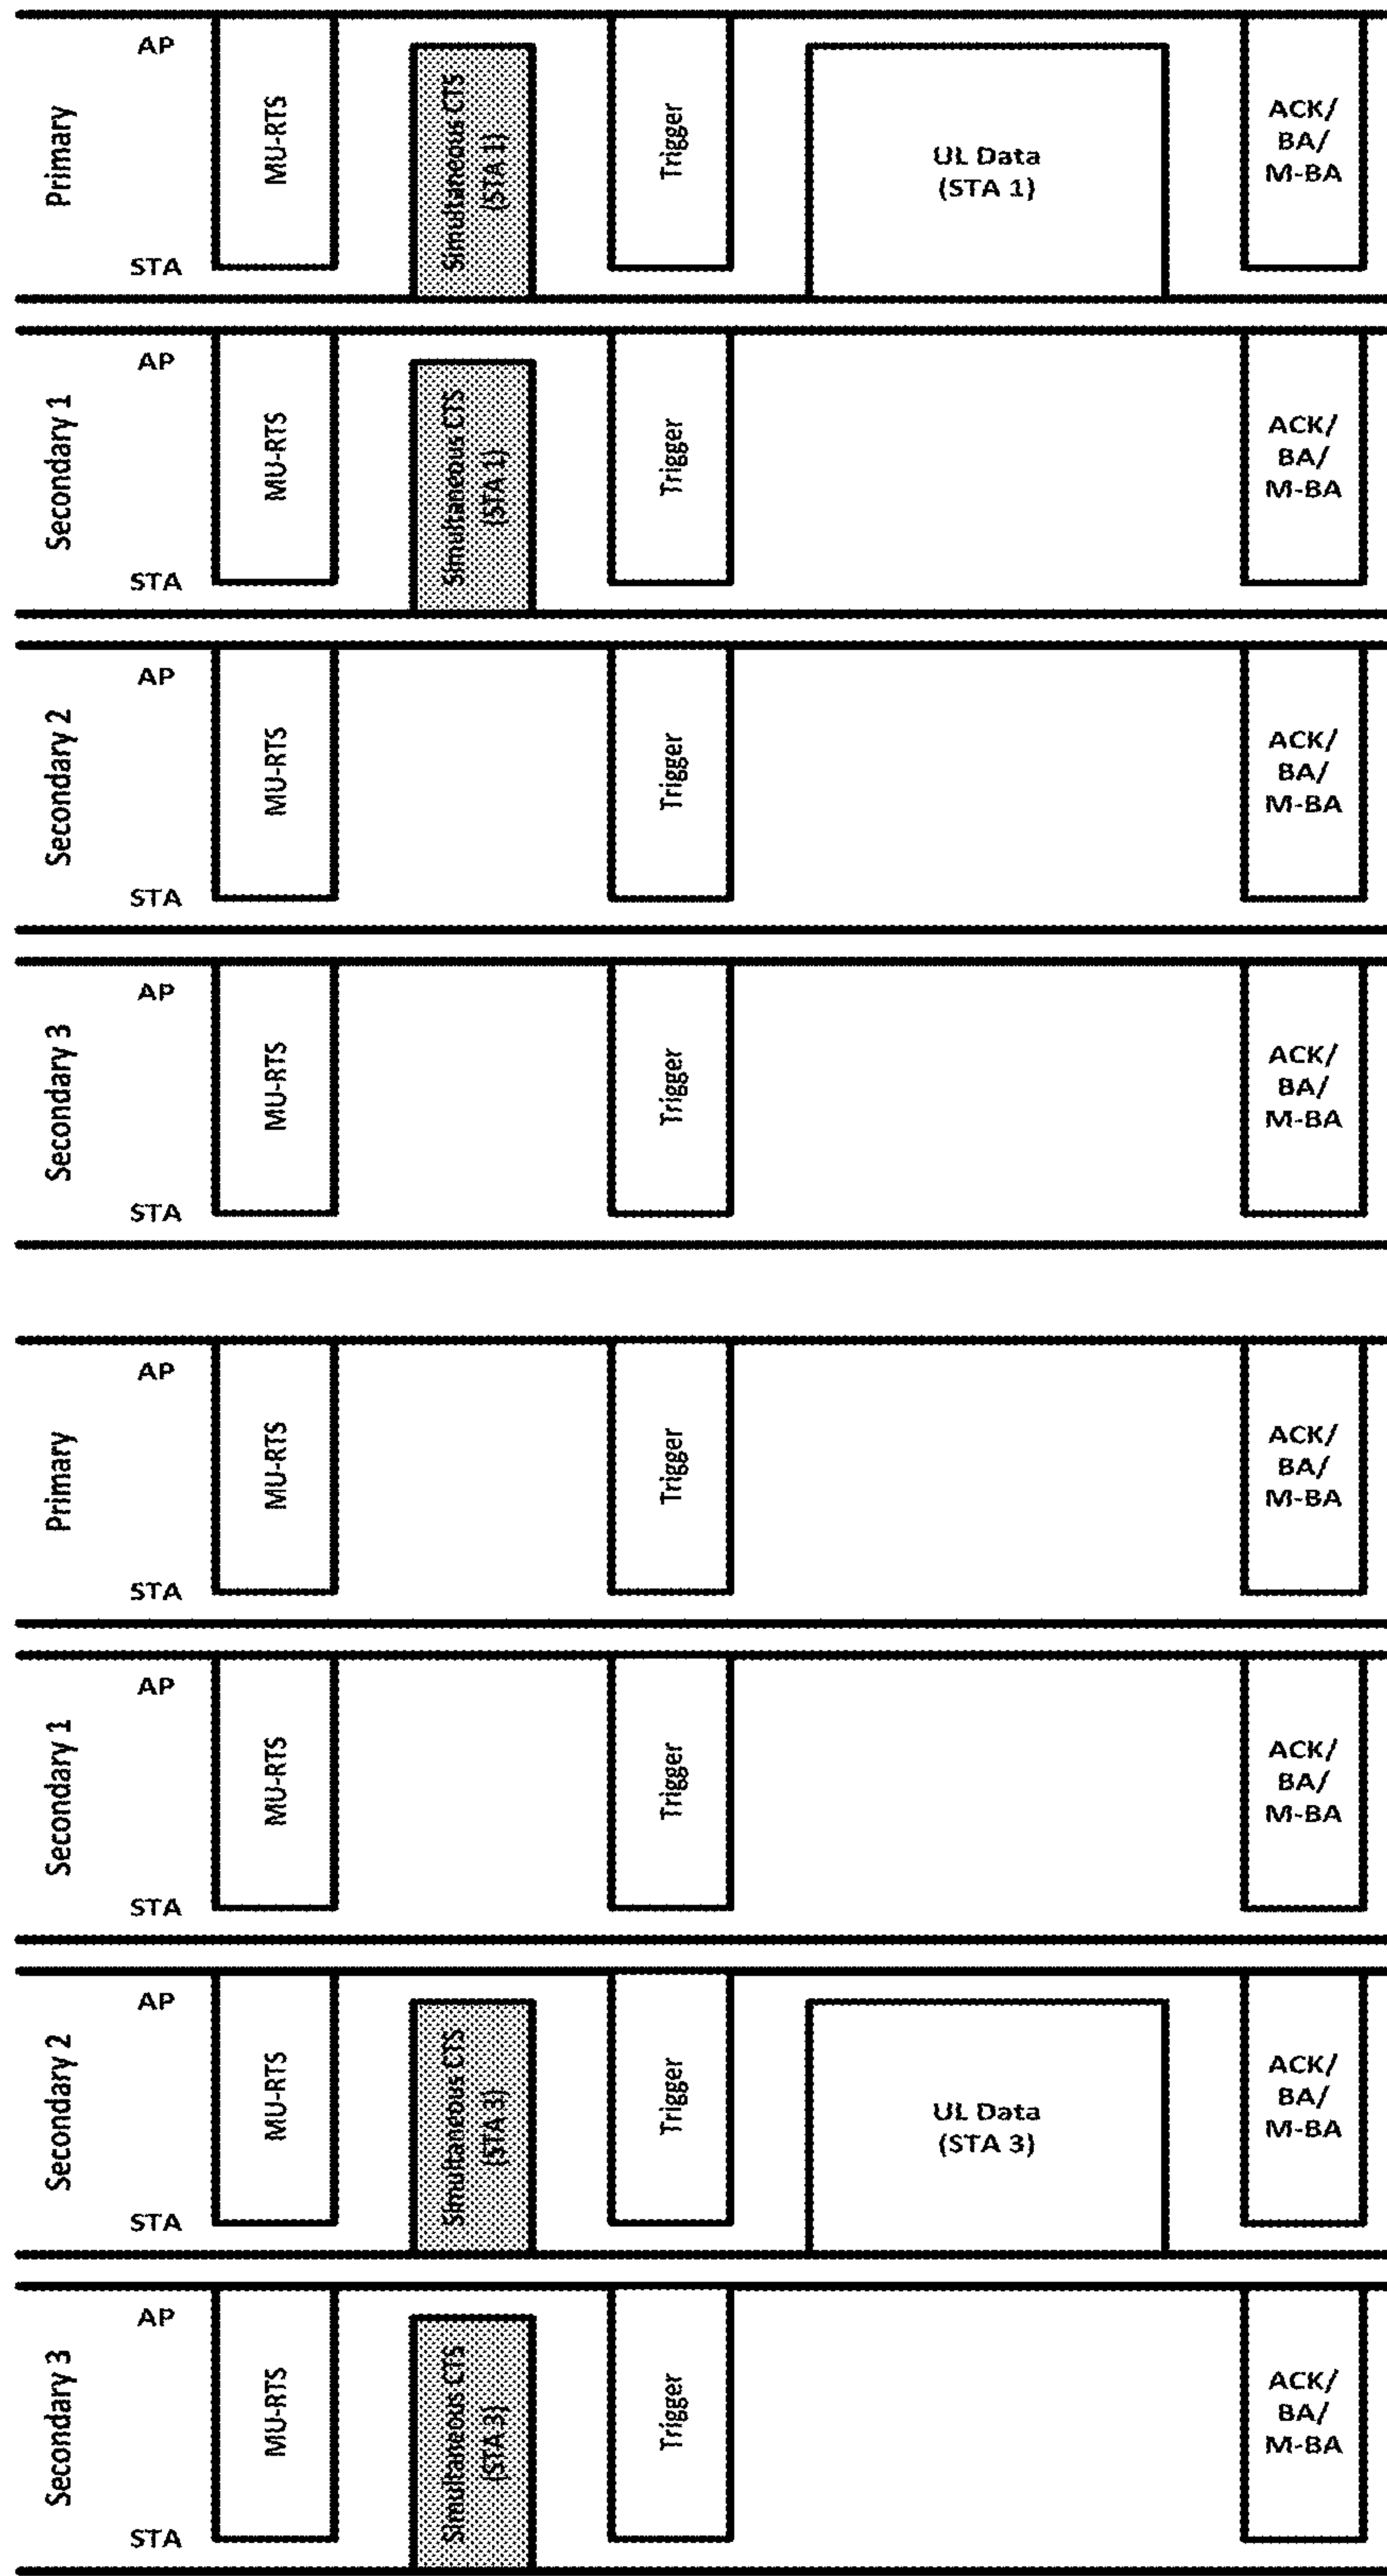 Primary
AP
STA
MU-RTS
Simultaneous CTS
(STA 1)
Trigger
UL Data
(STA 1)
ACK/
BA/
M-BA
Secondary 1
AP
STA
MU-RTS
Simultaneous CTS
(STA 1)
Trigger
ACK/
BA/
M-BA
Secondary 2
AP
STA
MU-RTS
Trigger
ACK/
BA/
M-BA
Secondary 3
AP
STA
MU-RTS
Trigger
ACK/
BA/
M-BA
Primary
AP
STA
MU-RTS
Trigger
ACK/
BA/
M-BA
Secondary 1
AP
STA
MU-RTS
Trigger
ACK/
BA/
M-BA
Secondary 2
AP
STA
MU-RTS
Simultaneous CTS
(STA 3)
Trigger
UL Data
(STA 3)
ACK/
BA/
M-BA
Secondary 3
AP
STA
MU-RTS
Simultaneous CTS
(STA 3)
Trigger
ACK/
BA/
M-BA